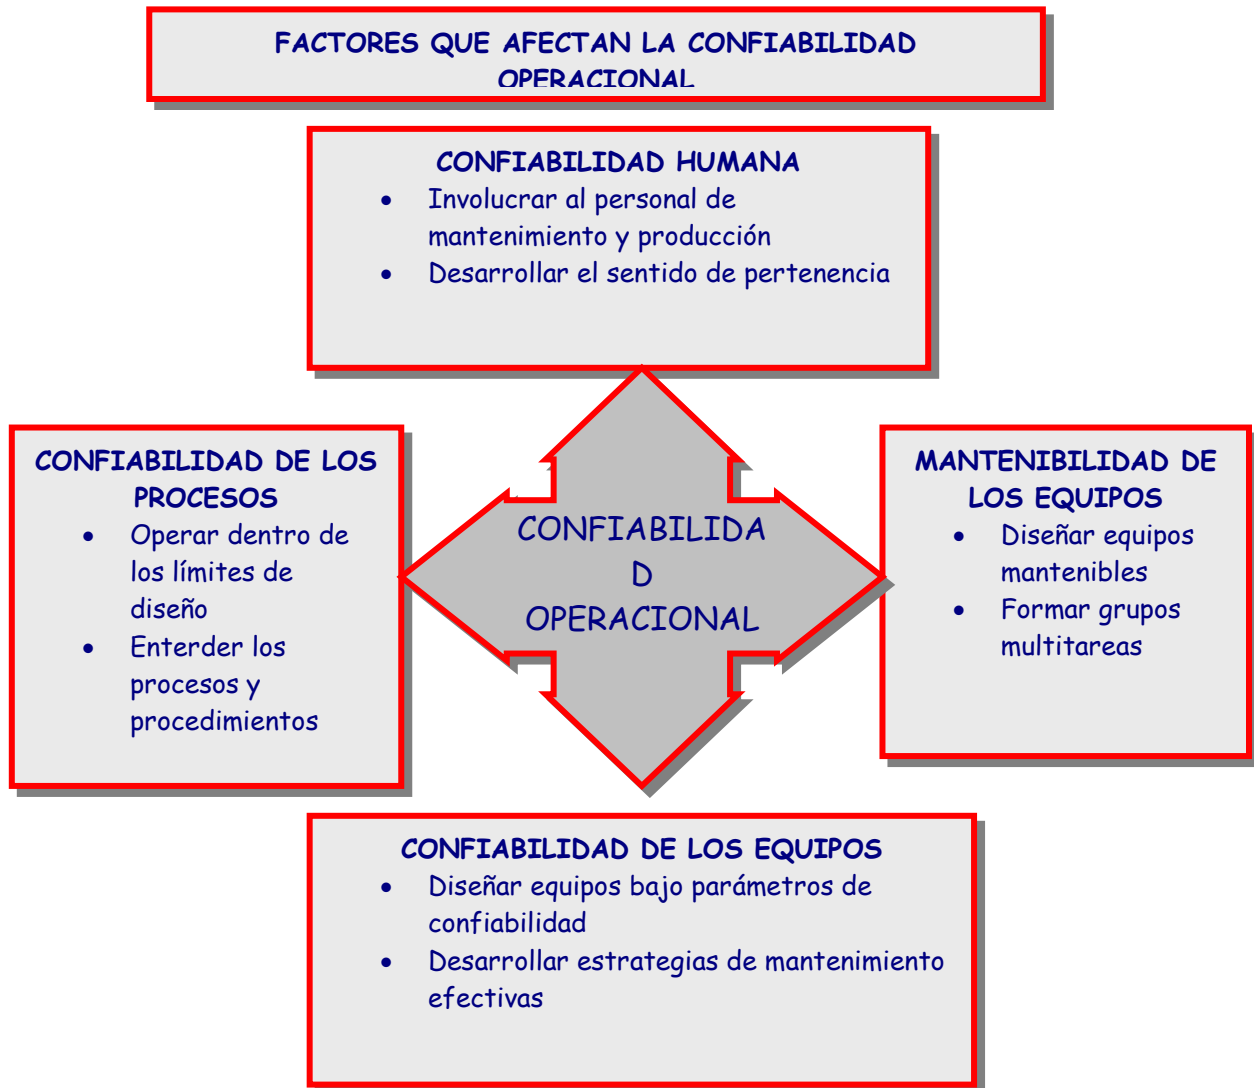 FACTORES QUE AFECTAN LA CONFIABILIDAD
OPERACIONAL
CONFIABILIDAD HUMANA
• Involucrar al personal de
mantenimiento y producción
• Desarrollar el sentido de pertenencia
CONFIABILIDAD DE LOS
PROCESOS
• Operar dentro de
los límites de
diseño
• Enterder los
procesos y
procedimientos
CONFIABILIDA
D
OPERACIONAL
MANTENIBILIDAD DE
LOS EQUIPOS
• Diseñar equipos
mantenibles
• Formar grupos
multitareas
CONFIABILIDAD DE LOS EQUIPOS
• Diseñar equipos bajo parámetros de
confiabilidad
• Desarrollar estrategias de mantenimiento
efectivas